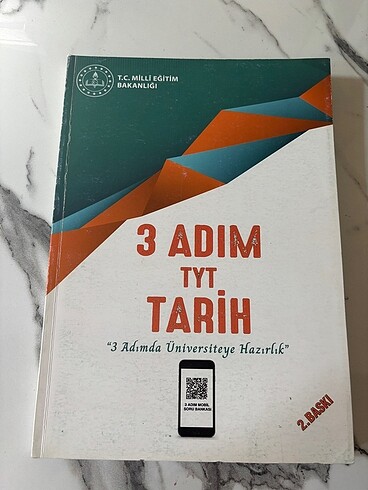 T.C. MİLLÎ EĞİTİM
BAKANLIĞI
3 ADIM
TYT
TARİH
"3 Adımda Üniversiteye Hazırlık"
3 ADIM MOBİL
SORU BANKASI
2.BASKI